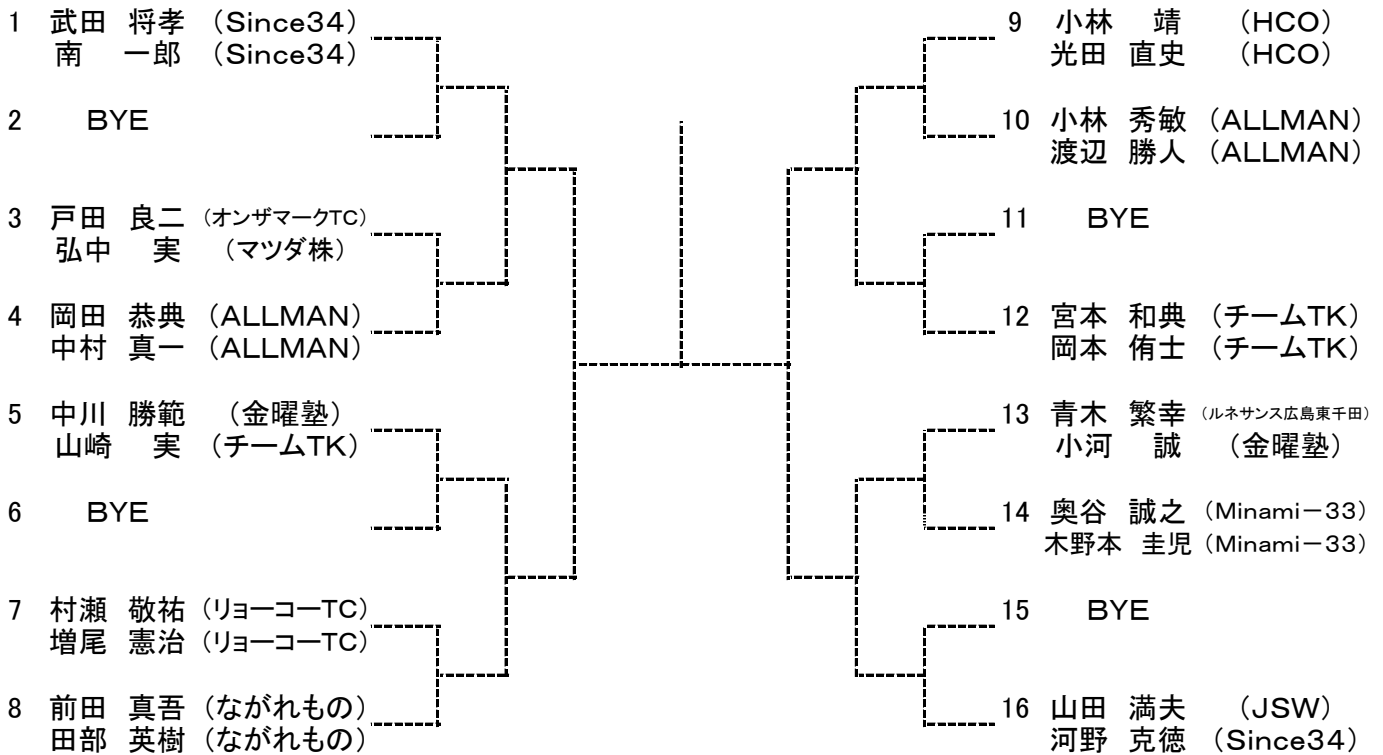 1 武田 将孝 （Since34）
南 一郎 （Since34）
2 BYE
3 戸田 良二 （オンザマークTC）
弘中 実 （マツダ株）
4 岡田 恭典 （ALLMAN）
中村 真一 （ALLMAN）
5 中川 勝範 （金曜塾）
山崎 実 （チームTK）
6 BYE
7 村瀬 敬祐 （リョーコーTC）
増尾 憲治 （リョーコーTC）
8 前田 真吾 （ながれもの）
田部 英樹 （ながれもの）
9 小林 靖 （HCO）
光田 直史 （HCO）
10 小林 秀敏 （ALLMAN）
渡辺 勝人 （ALLMAN）
11 BYE
12 宮本 和典 （チームTK）
岡本 侑士 （チームTK）
13 青木 繁幸 （ルネサンス広島東千田）
小河 誠 （金曜塾）
14 奥谷 誠之 （Minami－33）
木野本 圭児 （Minami－33）
15 BYE
16 山田 満夫 （JSW）
河野 克徳 （Since34）